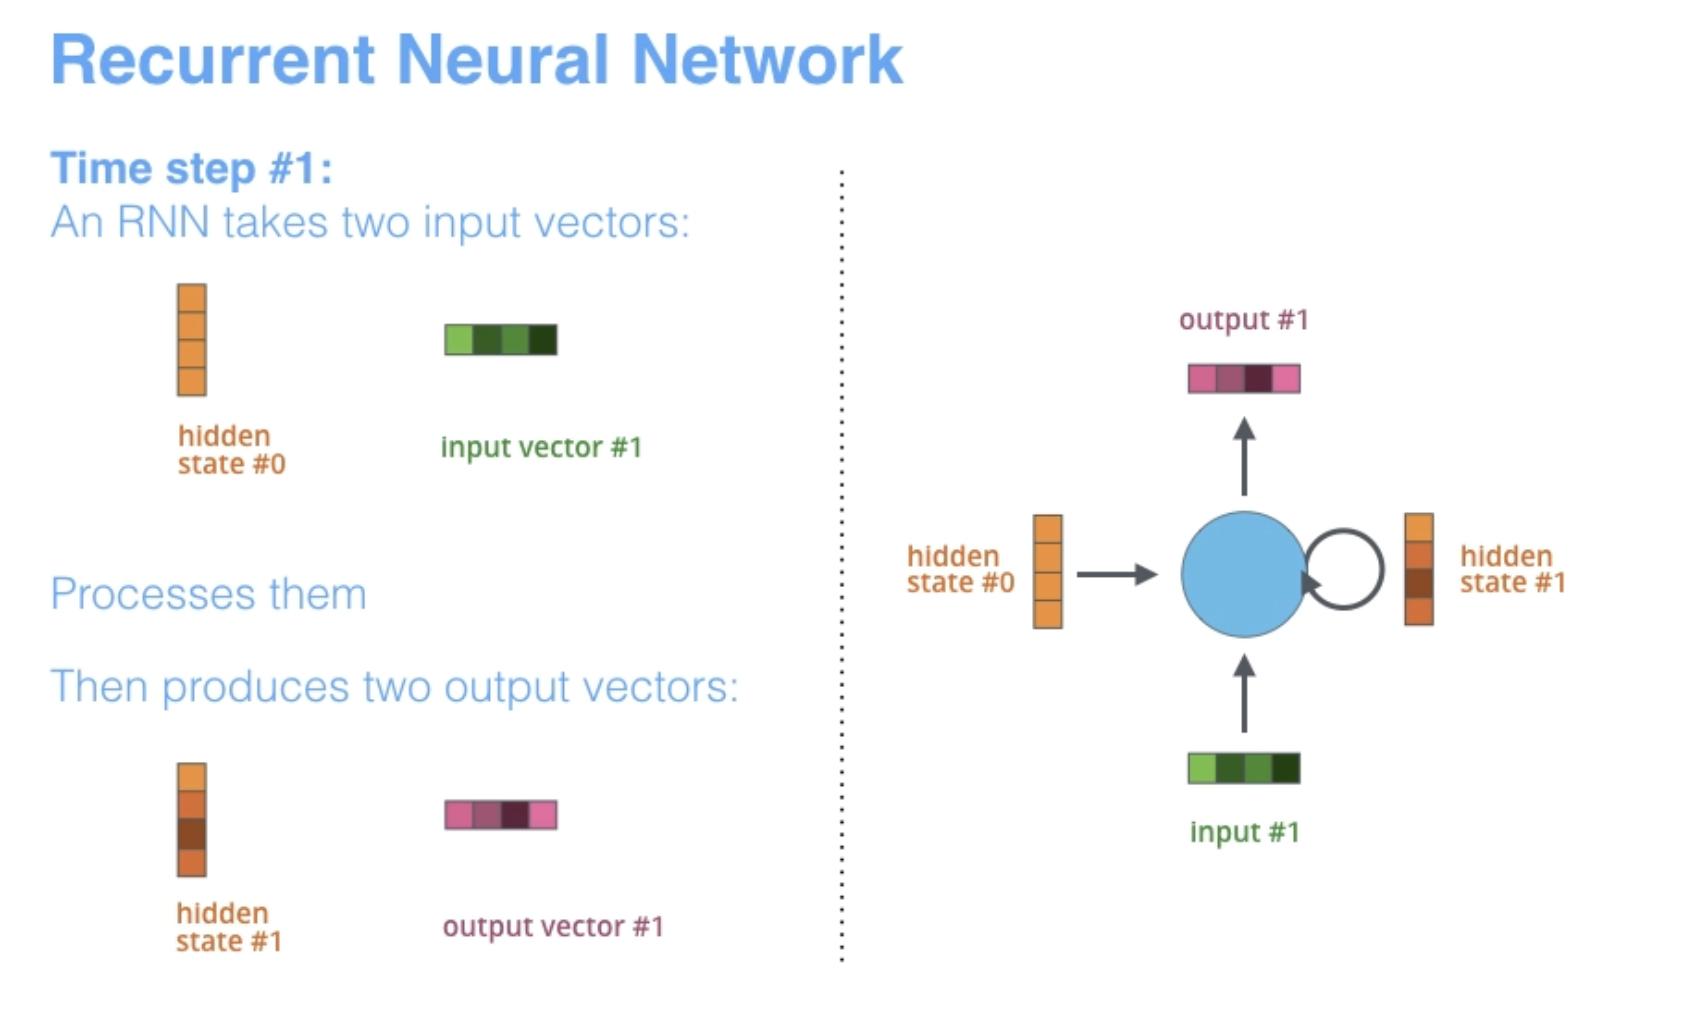 Recurrent Neural Network
Time step #1:
An RNN takes two input vectors:
hidden
state #0
input vector #1
Processes them
Then produces two output vectors:
hidden
state #1
output vector #1
output #1
hidden
state #0
hidden
state #1
input #1